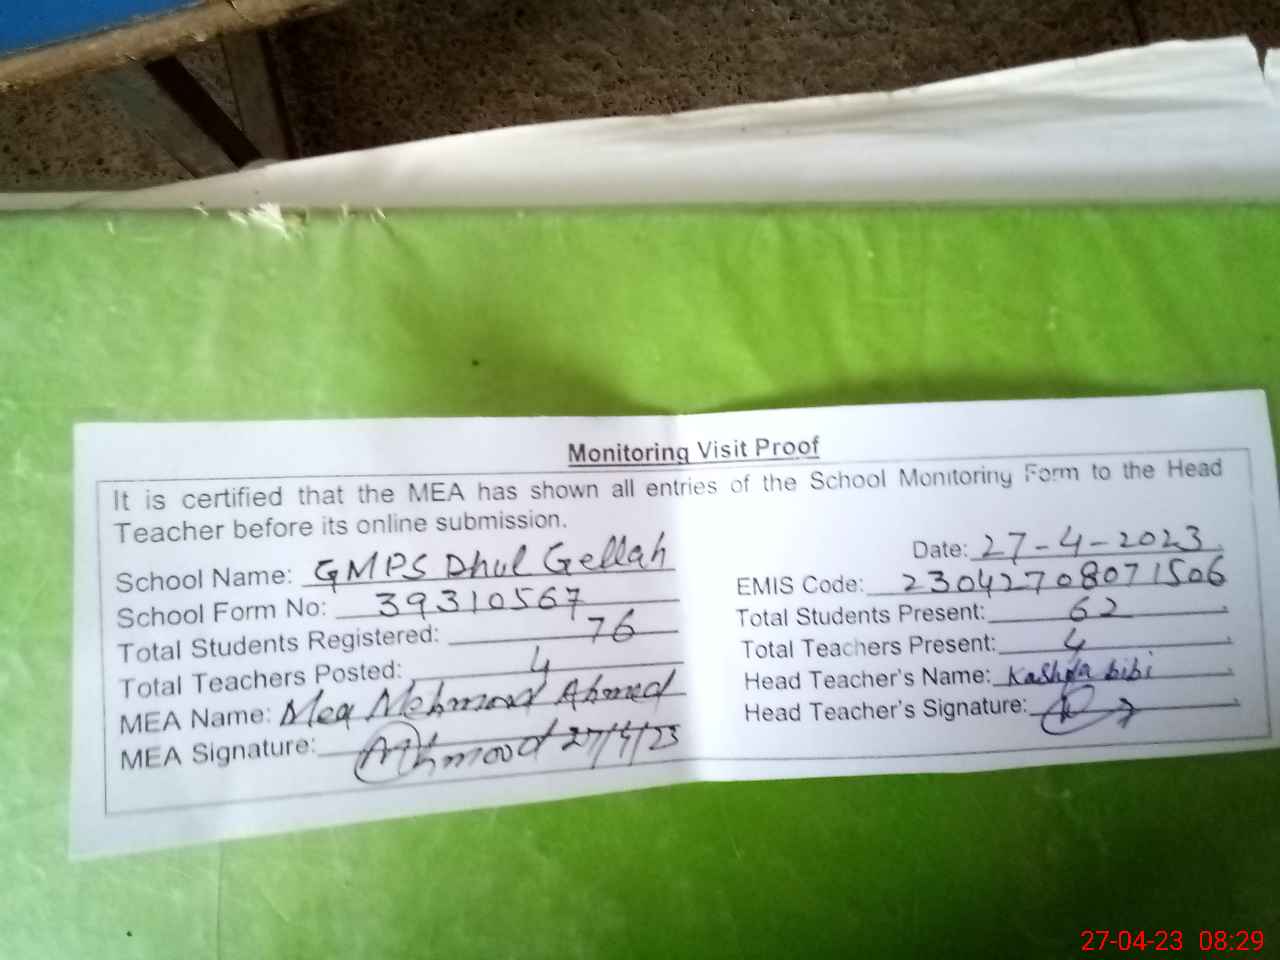 Monitoring Visit Proof
It is certified that the MEA has shown all entries of the School Monitoring Form to the Head
Teacher before its online submission.
Date: 27-4-2023
School Name: GMPS Dhul Gellah
EMIS Code: 23042708071506
School Form No: 39310567
Total Students Present: 62
Total Students Registered: 76
Total Teachers Present: 4
Total Teachers Posted: 4
Head Teacher's Name: Kashifa bibi
MEA Name: Mea Mehmood Ahmed
Head Teacher's Signature:
MEA Signature: Mehmood 27/4/23
27-04-23 08:29